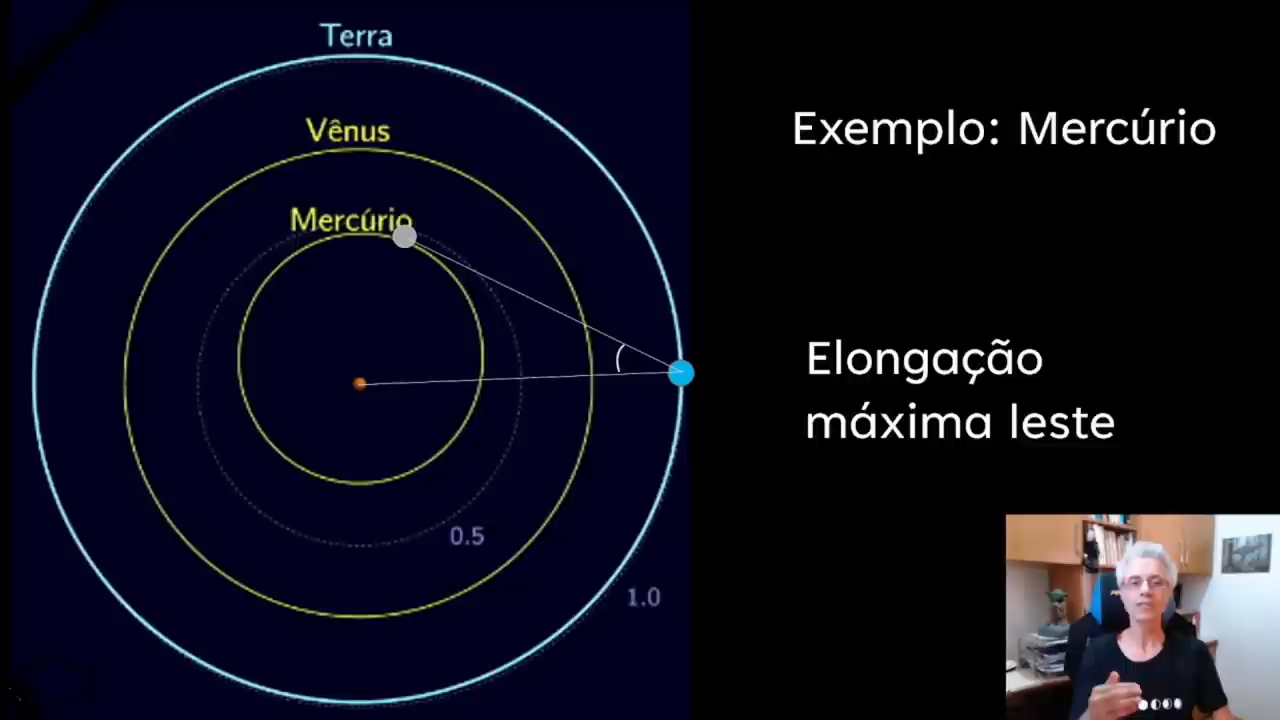 Terra
Vênus
Mercúrio
0.5
1.0
Exemplo: Mercúrio
Elongação
máxima leste